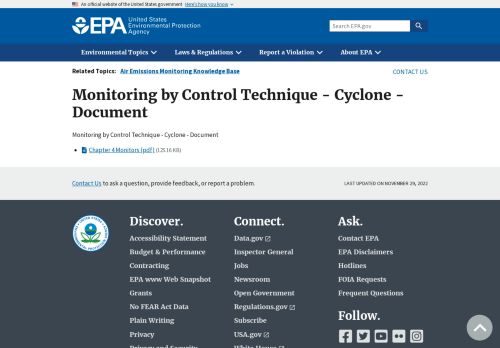 An official website of the United States government Here's how you know
EPA United States
Environmental Protection
Agency
Search EPA.gov
Environmental Topics
Laws & Regulations
Report a Violation
About EPA
Related Topics: Air Emissions Monitoring Knowledge Base
CONTACT US
Monitoring by Control Technique - Cyclone -
Document
Monitoring by Control Technique - Cyclone - Document
Chapter 4 Monitors (pdf) (125.16 KB)
Contact Us to ask a question, provide feedback, or report a problem.
LAST UPDATED ON NOVEMBER 29, 2022
Discover.
Accessibility Statement
Budget & Performance
Contracting
EPA www Web Snapshot
Grants
No FEAR Act Data
Plain Writing
Privacy
Privacy and Security
Connect.
Data.gov
Inspector General
Jobs
Newsroom
Open Government
Regulations.gov
Subscribe
USA.gov
White House
Ask.
Contact EPA
EPA Disclaimers
Hotlines
FOIA Requests
Frequent Questions
Follow.